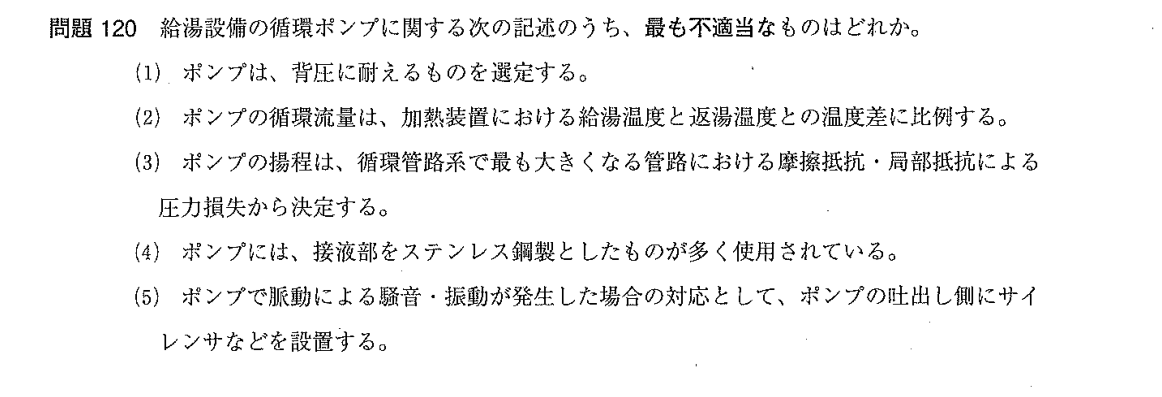 問題 120　給湯設備の循環ポンプに関する次の記述のうち、最も不適当なものはどれか。
(1)　ポンプは、背圧に耐えるものを選定する。
(2)　ポンプの循環流量は、加熱装置における給湯温度と返湯温度との温度差に比例する。
(3)　ポンプの揚程は、循環管路系で最も大きくなる管路における摩擦抵抗・局部抵抗による
圧力損失から決定する。
(4)　ポンプには、接液部をステンレス鋼製としたものが多く使用されている。
(5)　ポンプで脈動による騒音・振動が発生した場合の対応として、ポンプの吐出し側にサイ
レンサなどを設置する。